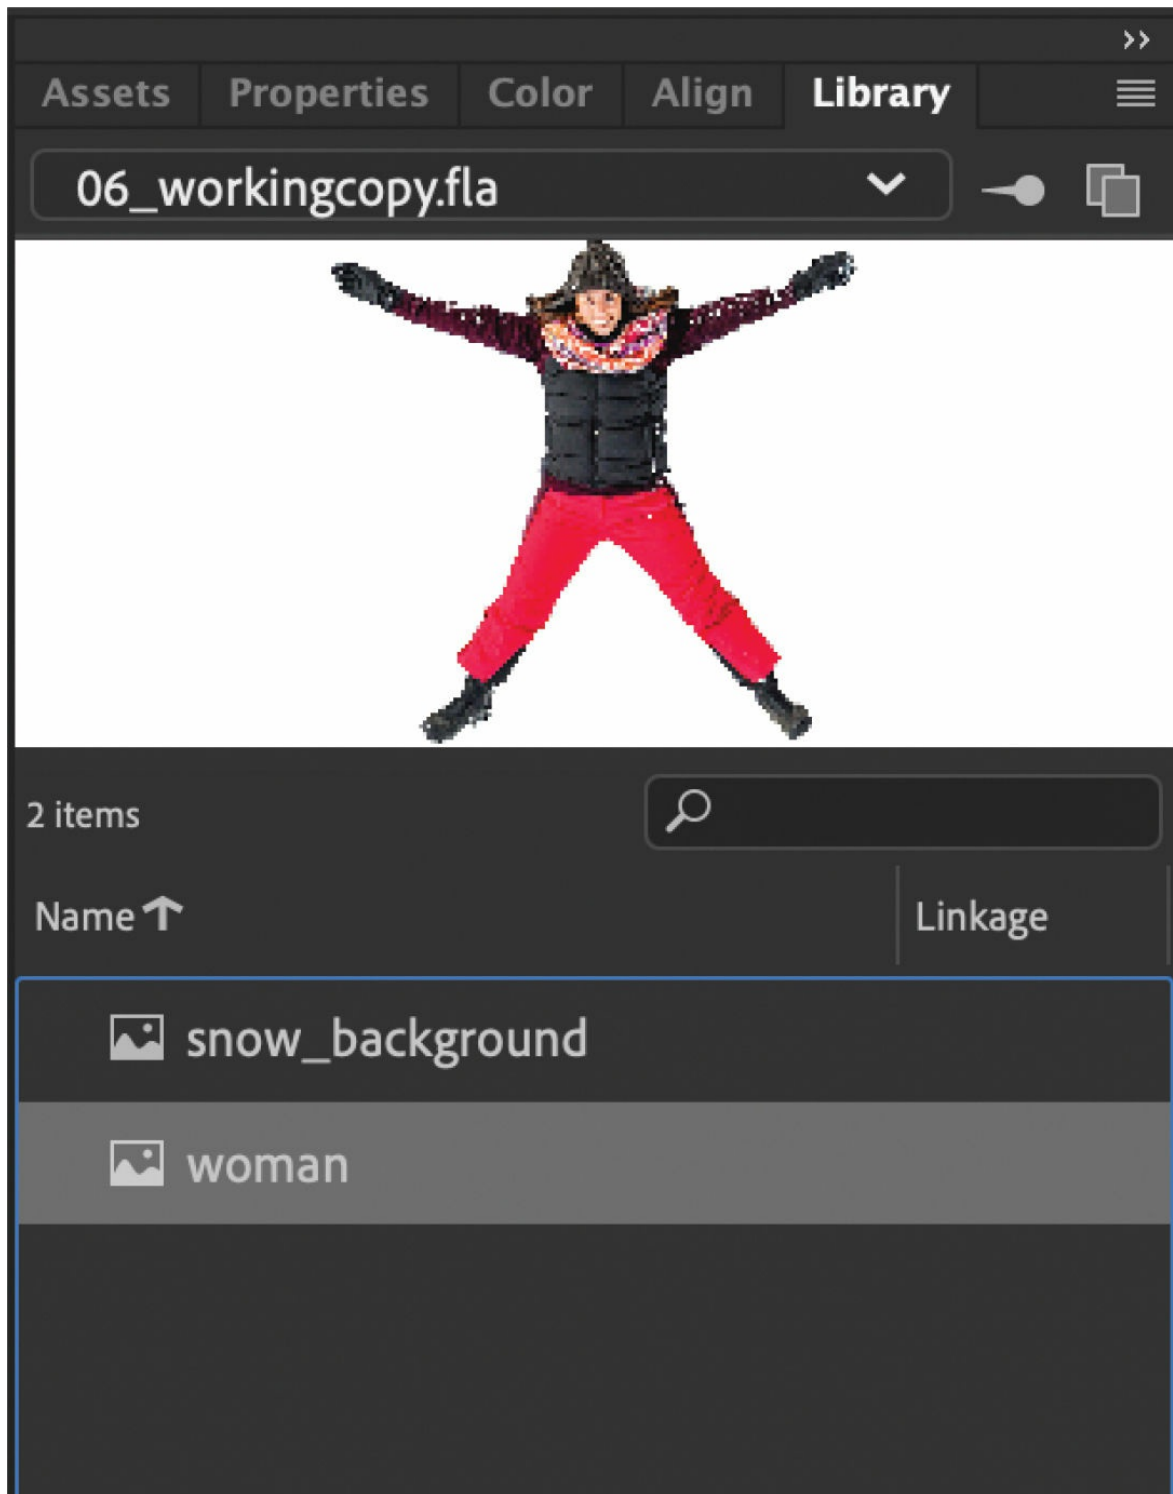 Assets Properties Color Align Library
06_workingcopy.fla
2 items
Name Linkage
snow_background
woman